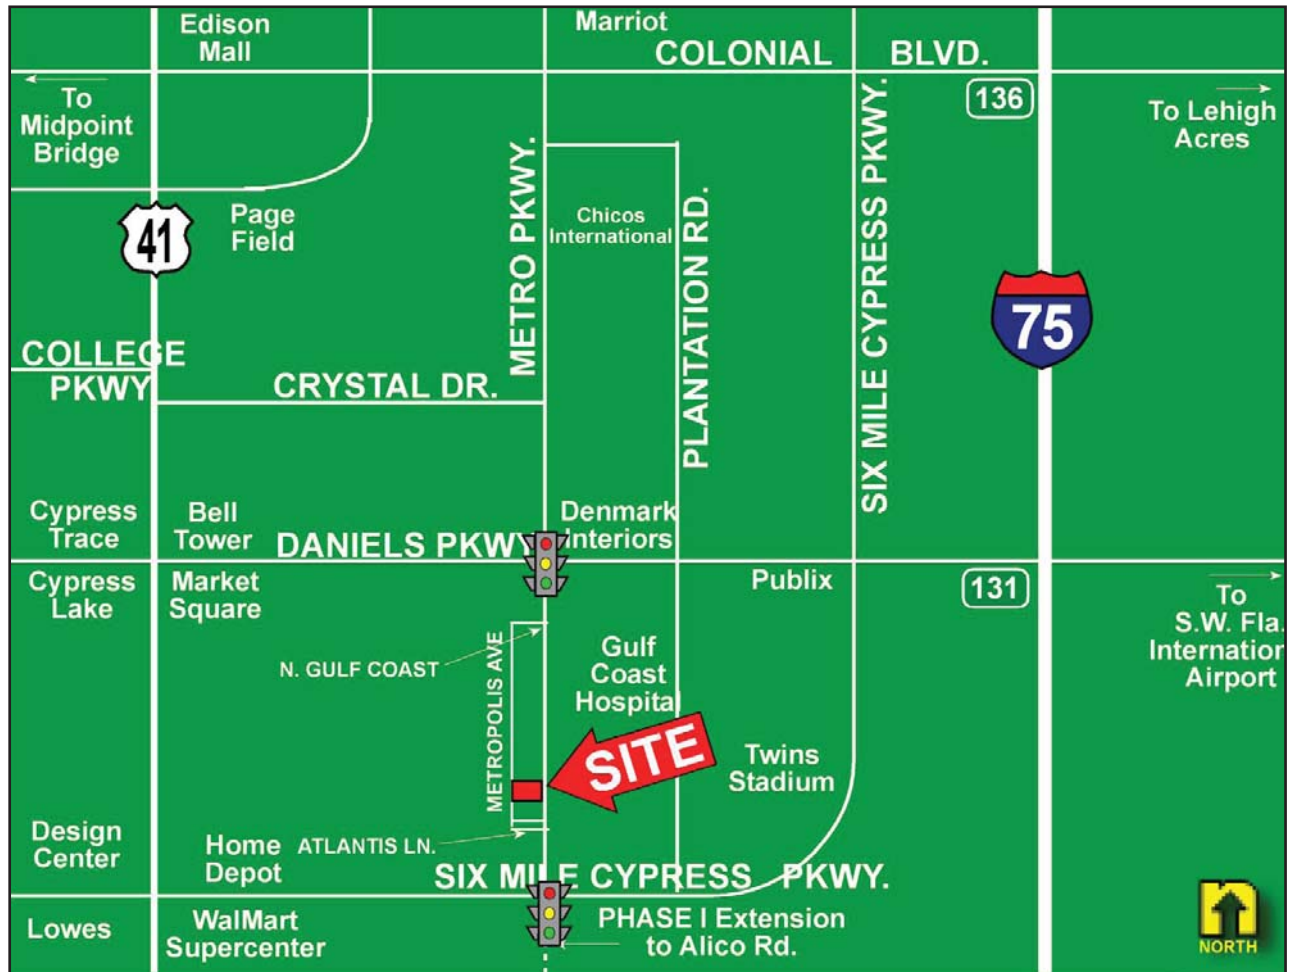 Edison
Mall
Marriot
COLONIAL BLVD.
To
Midpoint
Bridge
136
To Lehigh
Acres
METRO PKWY.
PLANTATION RD.
SIX MILE CYPRESS PKWY.
Page
Field
41
Chicos
International
75
COLLEGE
PKWY
CRYSTAL DR.
Cypress
Trace
Bell
Tower
DANIELS PKWY
Denmark
Interiors
Cypress
Lake
Market
Square
Publix
131
To
S.W. Fla.
Internation
Airport
N. GULF COAST
METROPOLIS AVE
Gulf
Coast
Hospital
SITE
Twins
Stadium
Design
Center
Home
Depot
ATLANTIS LN.
SIX MILE CYPRESS PKWY.
Lowes
WalMart
Supercenter
PHASE I Extension
to Alico Rd.
n
NORTH